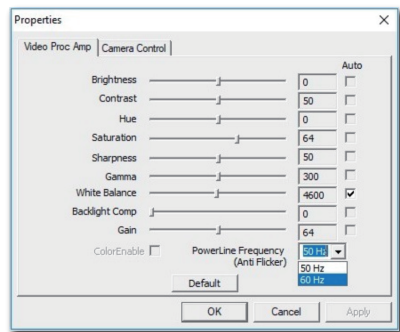 Properties
Video Proc Amp Camera Control
Auto
Brightness 0
Contrast 50
Hue 0
Saturation 64
Sharpness 50
Gamma 300
White Balance 4600
Backlight Comp 0
Gain 64
ColorEnable PowerLine Frequency 50 Hz
(Anti Flicker)
50 Hz
60 Hz
Default
OK Cancel Apply